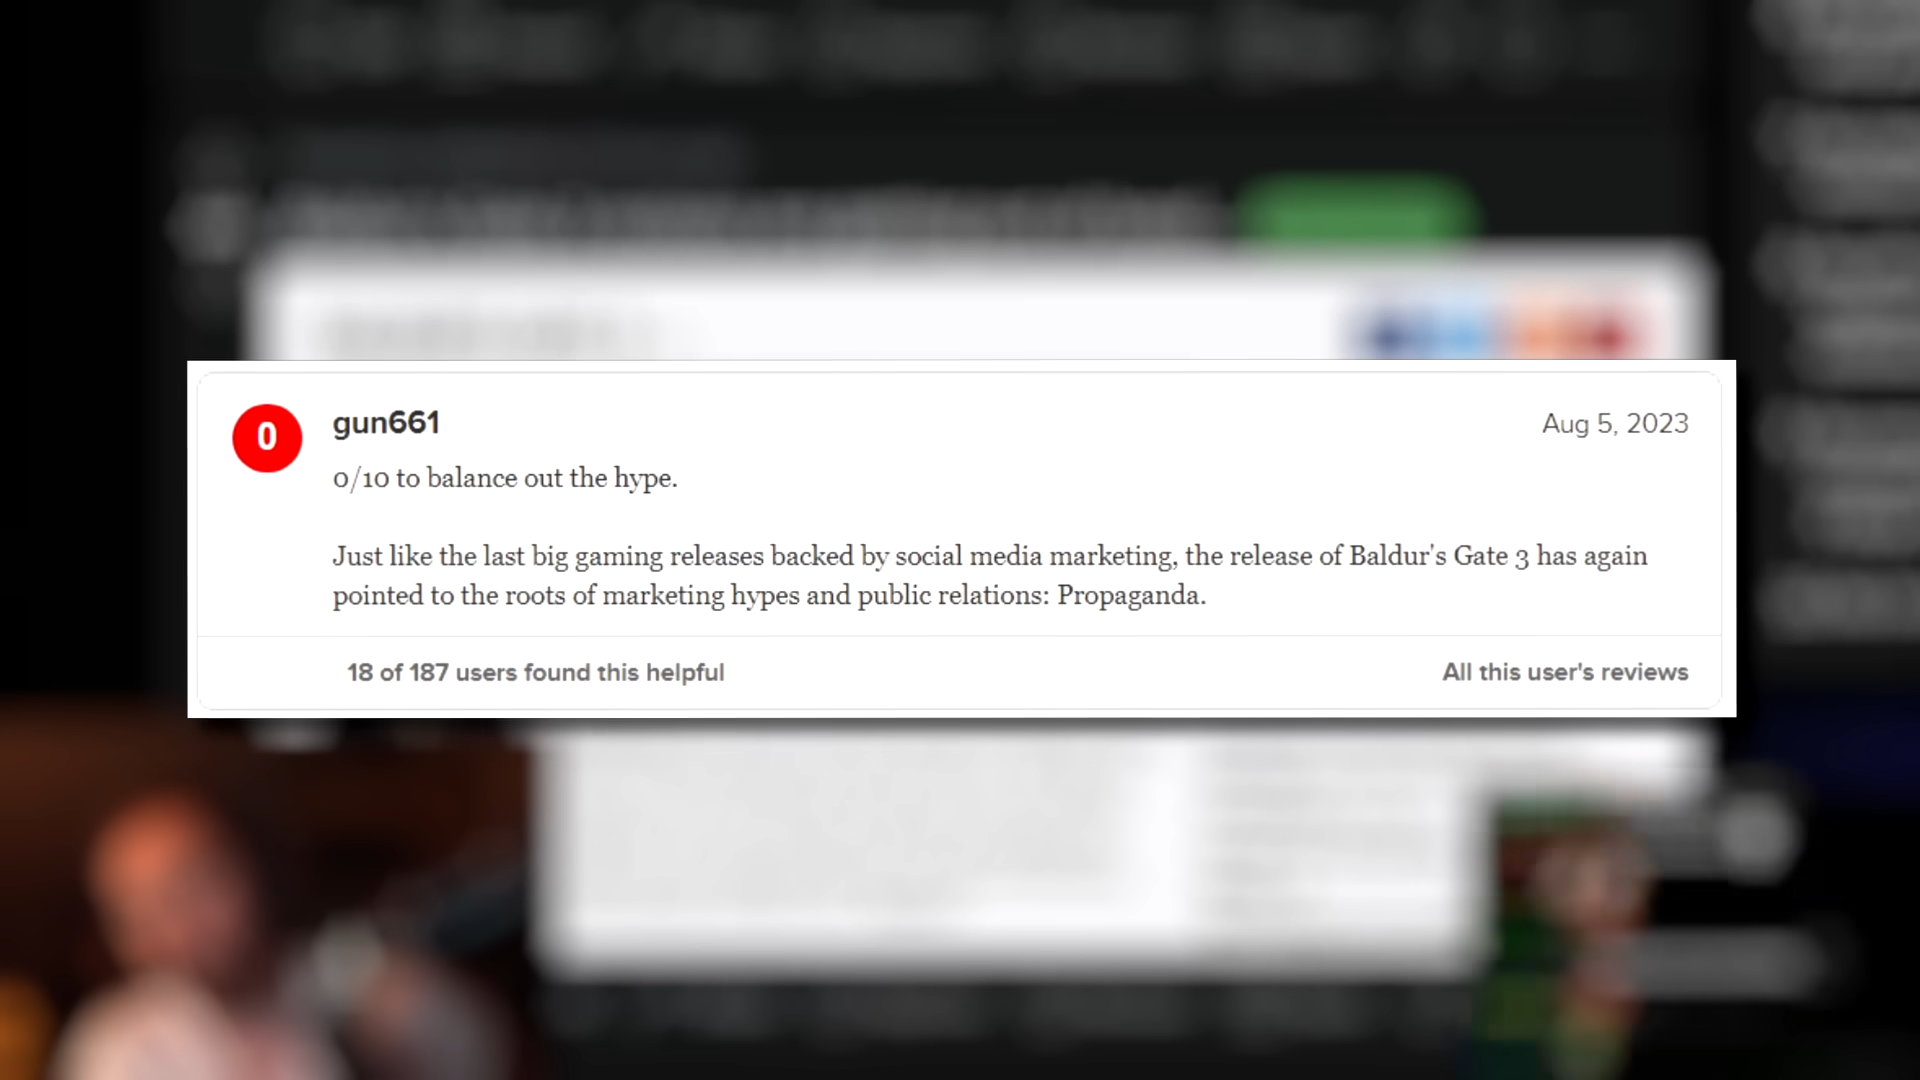 0
gun661
Aug 5, 2023
0/10 to balance out the hype.
Just like the last big gaming releases backed by social media marketing, the release of Baldur's Gate 3 has again
pointed to the roots of marketing hypes and public relations: Propaganda.
18 of 187 users found this helpful
All this user's reviews